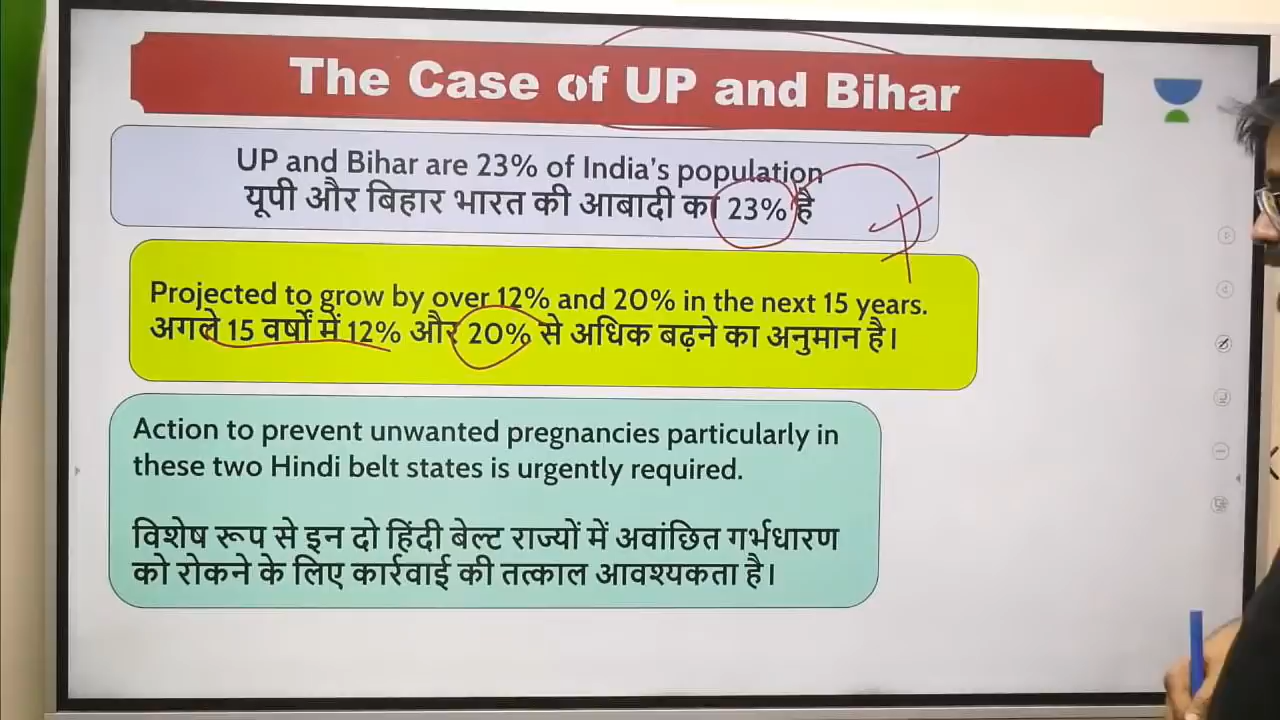 The Case of UP and Bihar
UP and Bihar are 23% of India's population
यूपी और बिहार भारत की आबादी का 23% है
Projected to grow by over 12% and 20% in the next 15 years.
अगले 15 वर्षों में 12% और 20% से अधिक बढ़ने का अनुमान है।
Action to prevent unwanted pregnancies particularly in
these two Hindi belt states is urgently required.
विशेष रूप से इन दो हिंदी बेल्ट राज्यों में अवांछित गर्भधारण
को रोकने के लिए कार्रवाई की तत्काल आवश्यकता है।